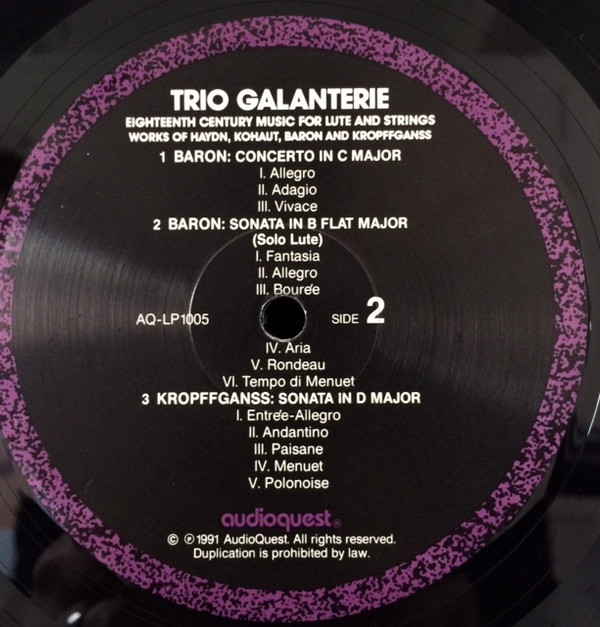 TRIO GALANTERIE
EIGHTEENTH CENTURY MUSIC FOR LUTE AND STRINGS
WORKS OF HAYDN, KOHAUT, BARON AND KROPFFGANSS
1 BARON: CONCERTO IN C MAJOR
I. Allegro
II. Adagio
III. Vivace
2 BARON: SONATA IN B FLAT MAJOR
(Solo Lute)
I. Fantasia
II. Allegro
III. Bourée
AQ-LP1005
SIDE 2
IV. Aria
V. Rondeau
VI. Tempo di Menuet
3 KROPFFGANSS: SONATA IN D MAJOR
I. Entrée-Allegro
II. Andantino
III. Paisane
IV. Menuet
V. Polonoise
audioquest®
© ℗ 1991 AudioQuest. All rights reserved.
Duplication is prohibited by law.